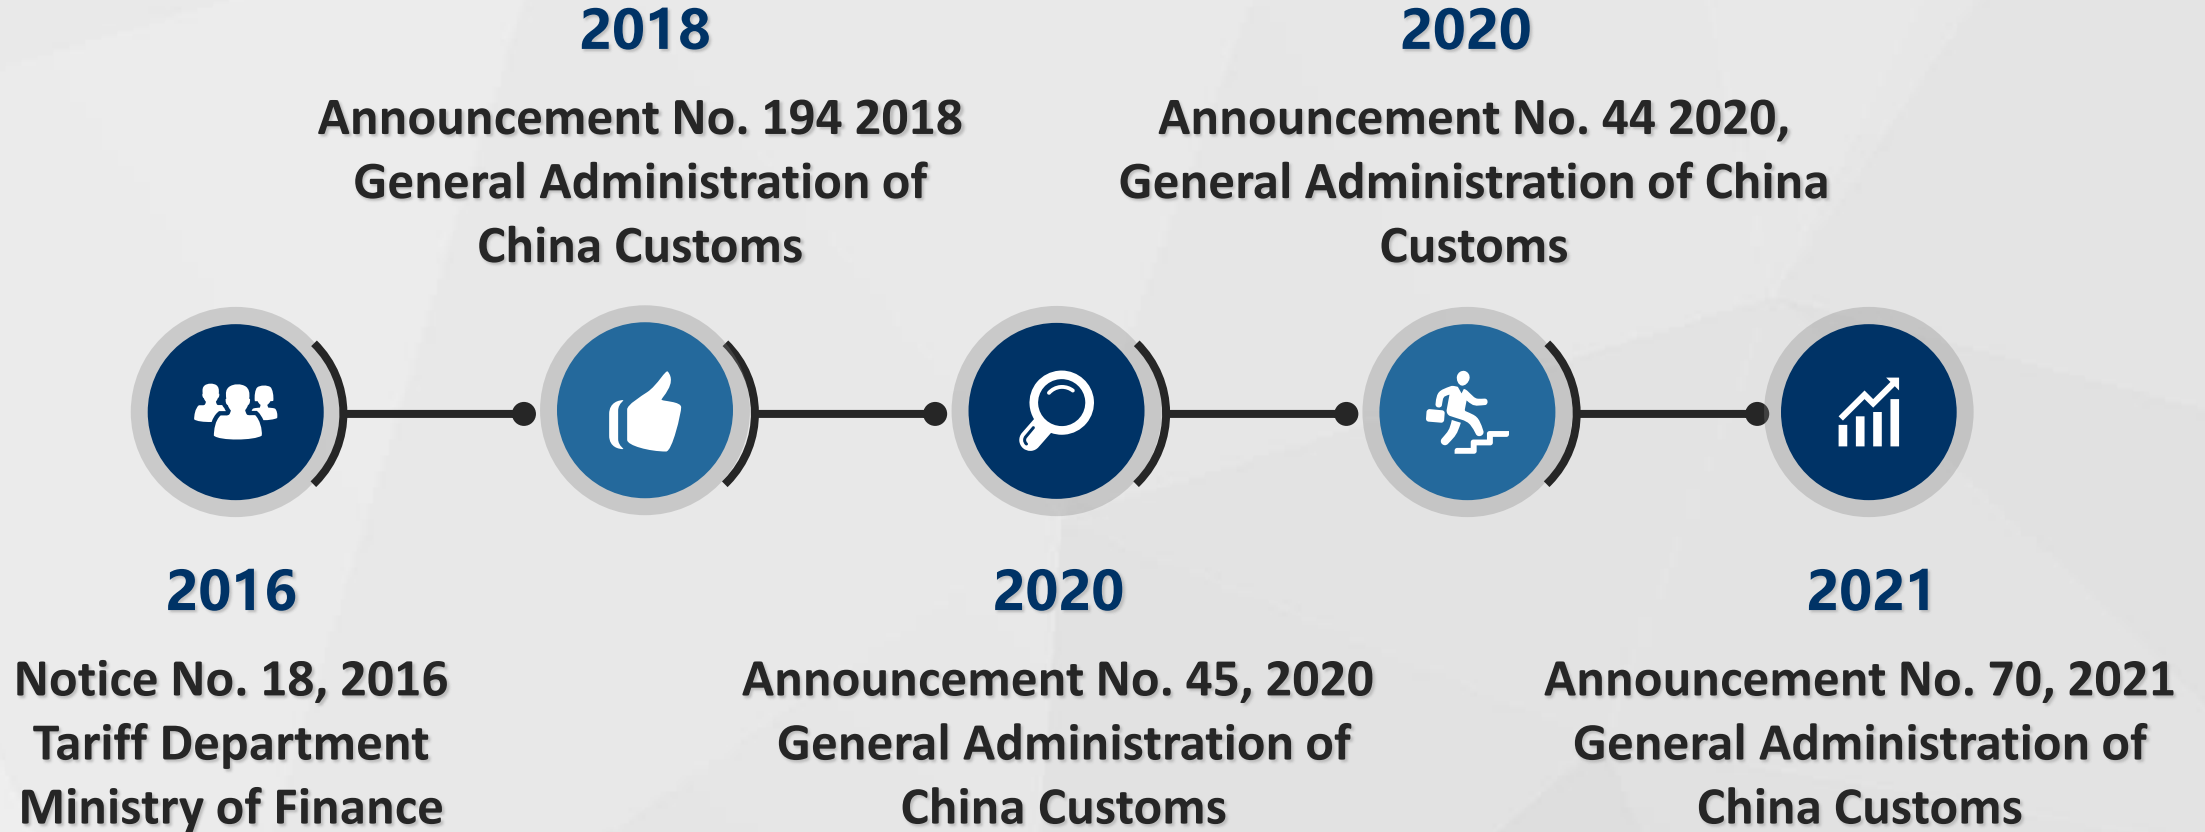 2018
Announcement No. 194 2018
General Administration of
China Customs
2020
Announcement No. 44 2020,
General Administration of China
Customs
2016
Notice No. 18, 2016
Tariff Department
Ministry of Finance
2020
Announcement No. 45, 2020
General Administration of
China Customs
2021
Announcement No. 70, 2021
General Administration of
China Customs